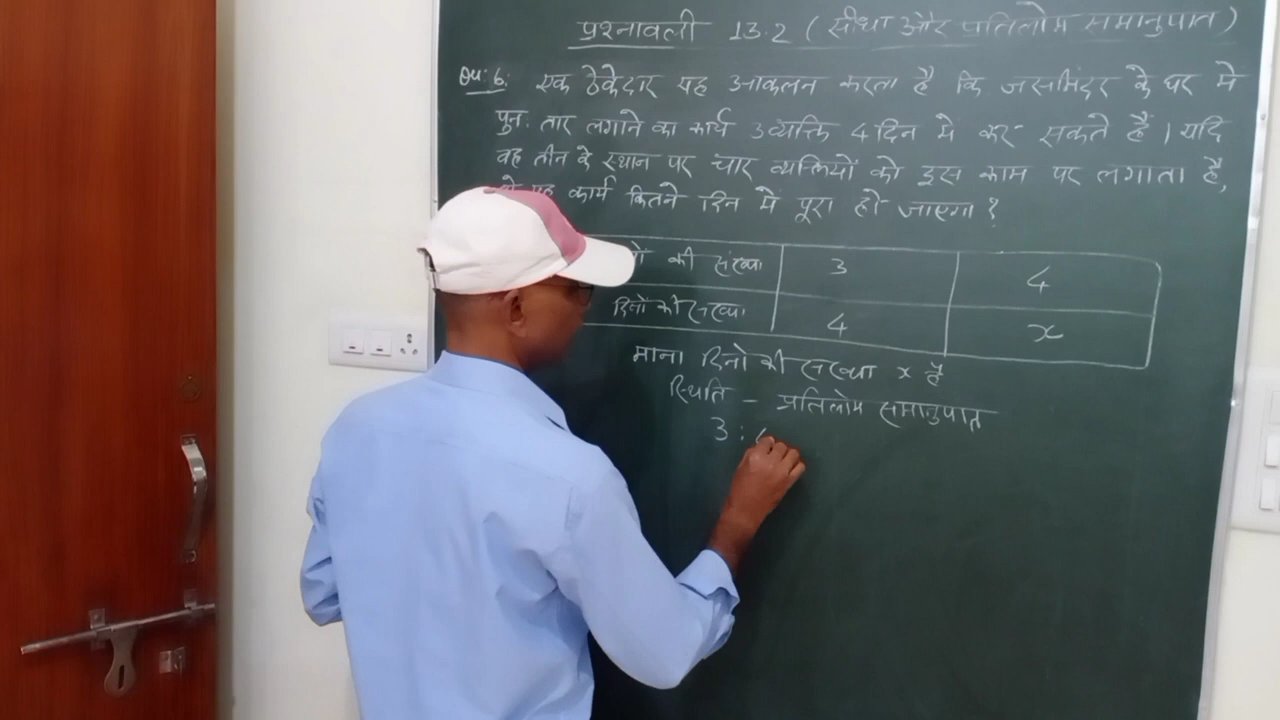 प्रश्नावली 13.2 (सीधा और प्रतिलोम समानुपात)
Qu: 6: एक ठेकेदार यह आकलन करता है कि जसमिंदर के घर मे
पुन: तार लगाने का कार्य 3 व्यक्ति 4 दिन मे कर सकते हैं। यदि
वह तीन के स्थान पर चार व्यक्तियों को इस काम पर लगाता है,
यह कार्य कितने दिन मे पूरा हो जाएगा?
की संख्या 3 4
दिनों की संख्या 4 x
माना दिनो की संख्या x है
स्थिति - प्रतिलोम समानुपात
3 :